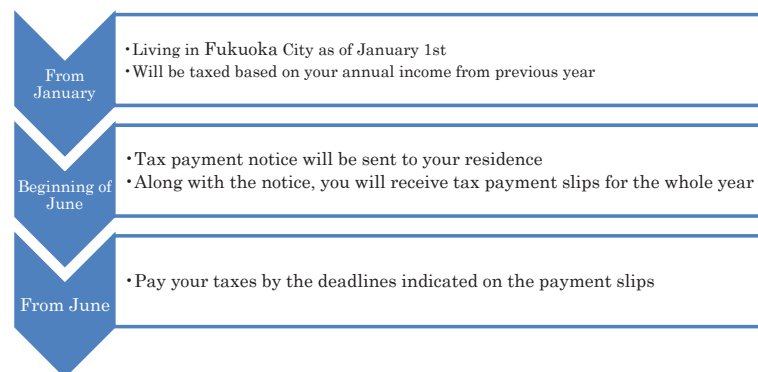 From
January
•Living in Fukuoka City as of January 1st
•Will be taxed based on your annual income from previous year
Beginning of
June
•Tax payment notice will be sent to your residence
•Along with the notice, you will receive tax payment slips for the whole year
From June
•Pay your taxes by the deadlines indicated on the payment slips